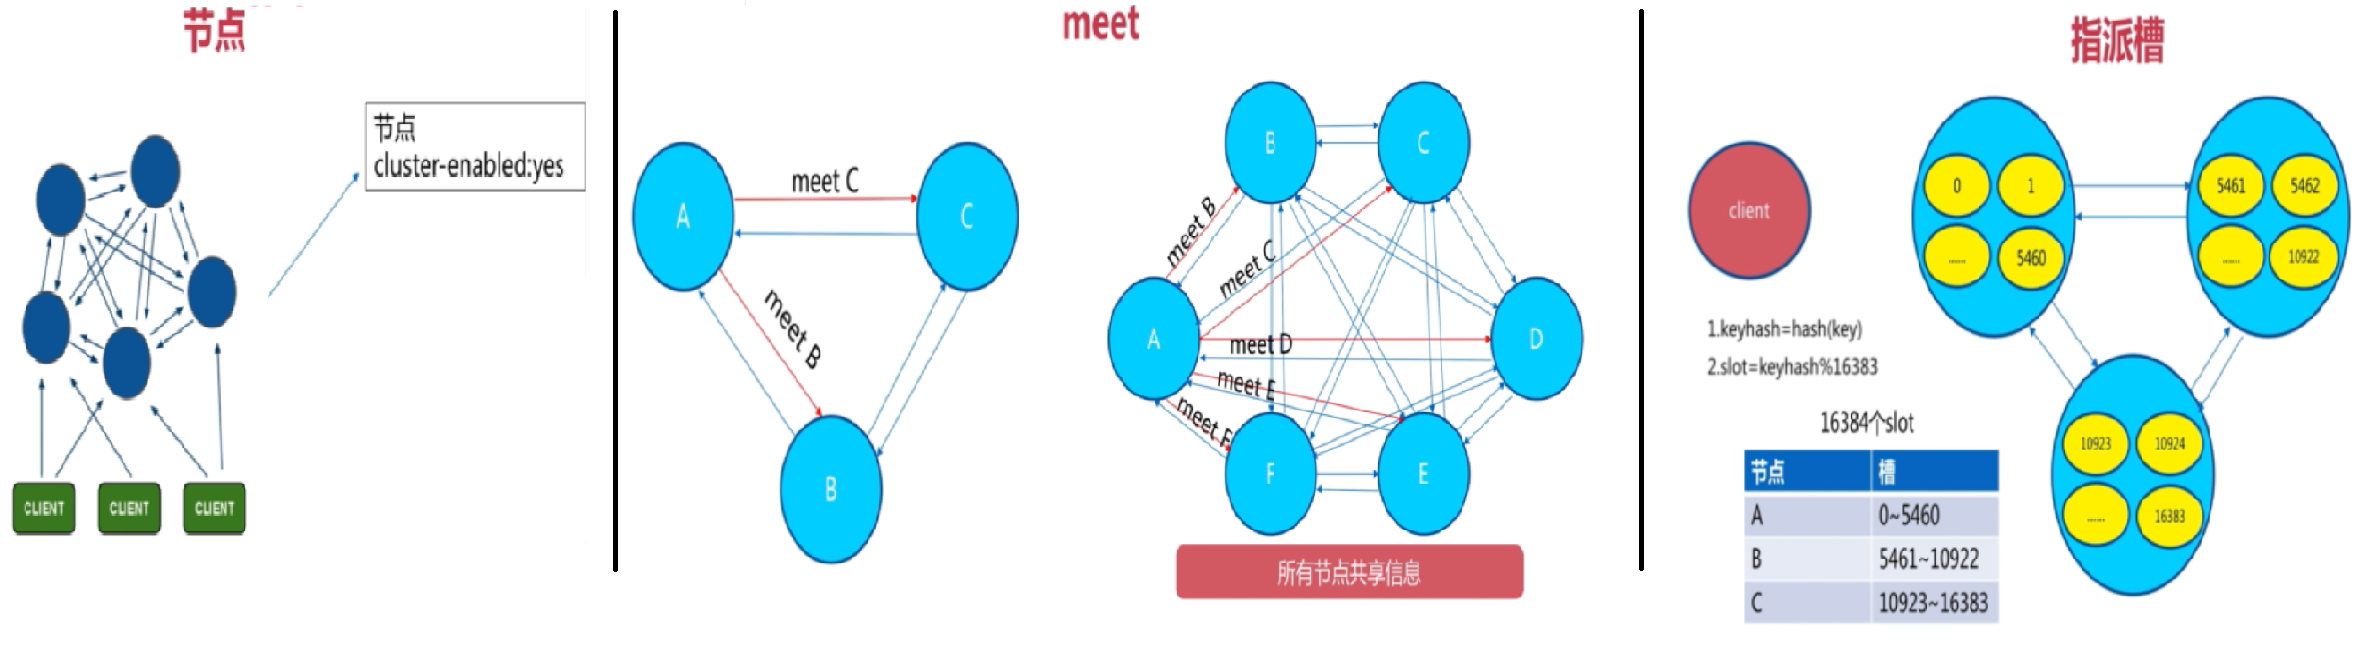 节点
节点
cluster-enabled:yes
CLIENT
CLIENT
CLIENT
meet
A
meet C
C
meet B
B
B
C
meet B
meet C
A
meet D
D
meet E
meet F
F
E
所有节点共享信息
指派槽
client
0
1
......
5460
5461
5462
......
10922
1.keyhash=hash(key)
2.slot=keyhash%16383
16384个slot
节点 槽
A 0~5460
B 5461~10922
C 10923~16383
10923
10924
......
16383